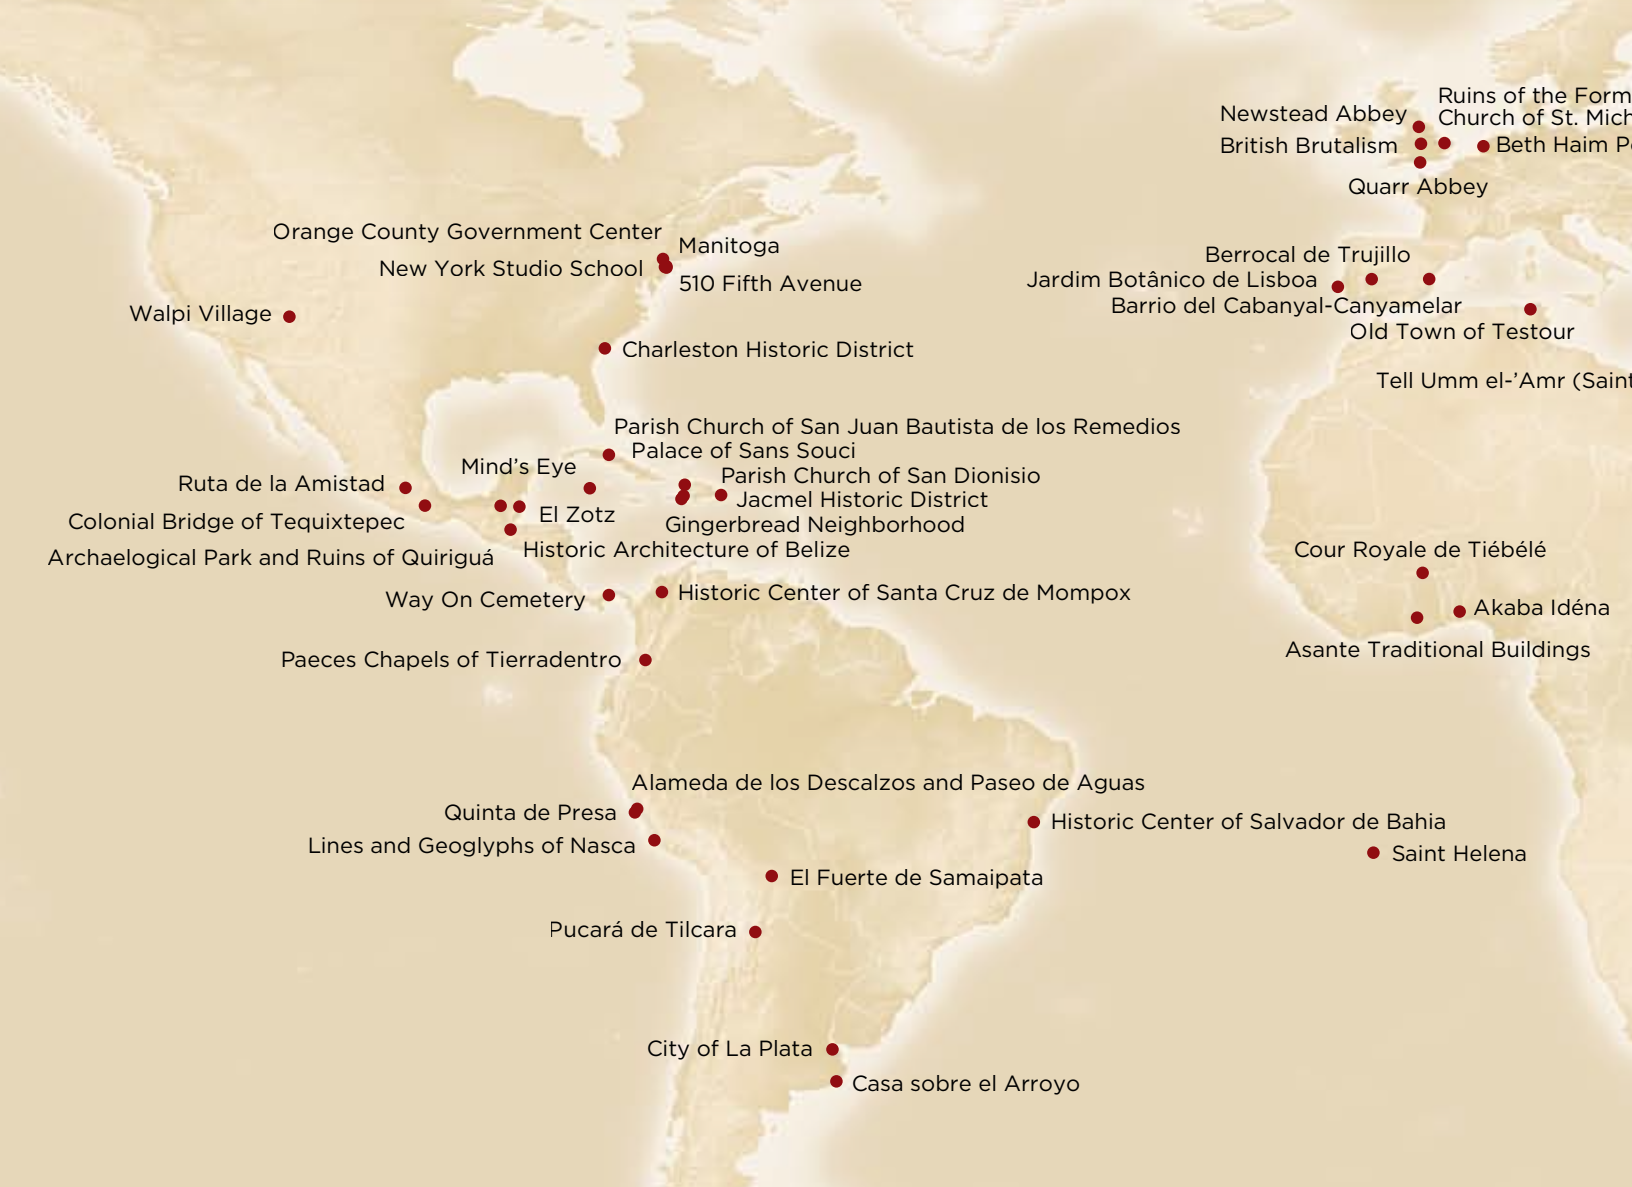 Ruins of the Form
Newstead Abbey
Church of St. Mich
British Brutalism
Beth Haim P
Quarr Abbey
Orange County Government Center
Manitoga
Berrocal de Trujillo
New York Studio School
510 Fifth Avenue
Jardim Botânico de Lisboa
Barrio del Cabanyal-Canyamelar
Walpi Village
Old Town of Testour
Charleston Historic District
Tell Umm el-'Amr (Saint
Parish Church of San Juan Bautista de los Remedios
Palace of Sans Souci
Mind's Eye
Parish Church of San Dionisio
Ruta de la Amistad
Jacmel Historic District
El Zotz
Colonial Bridge of Tequixtepec
Gingerbread Neighborhood
Historic Architecture of Belize
Archaelogical Park and Ruins of Quiriguá
Cour Royale de Tiébélé
Way On Cemetery
Historic Center of Santa Cruz de Mompox
Akaba Idéna
Asante Traditional Buildings
Paeces Chapels of Tierradentro
Alameda de los Descalzos and Paseo de Aguas
Quinta de Presa
Historic Center of Salvador de Bahia
Lines and Geoglyphs of Nasca
Saint Helena
El Fuerte de Samaipata
Pucará de Tilcara
City of La Plata
Casa sobre el Arroyo